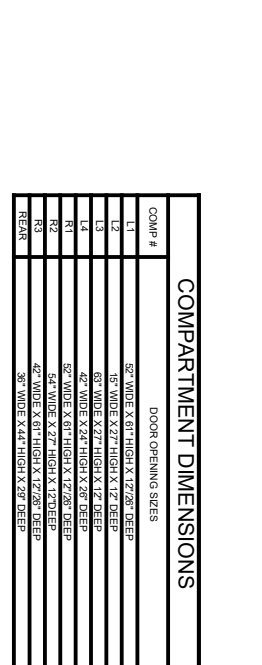 COMPARTMENT DIMENSIONS
COMP # DOOR OPENING SIZES
L1 52" WIDE X 61" HIGH X 12"/26" DEEP
L2 15" WIDE X 27" HIGH X 12" DEEP
L3 63" WIDE X 27" HIGH X 12" DEEP
L4 42" WIDE X 24" HIGH X 26" DEEP
R1 52" WIDE X 61" HIGH X 12"/26" DEEP
R2 54" WIDE X 27" HIGH X 12"DEEP
R3 42" WIDE X 61" HIGH X 12"/26" DEEP
REAR 36" WIDE X 44" HIGH X 29" DEEP